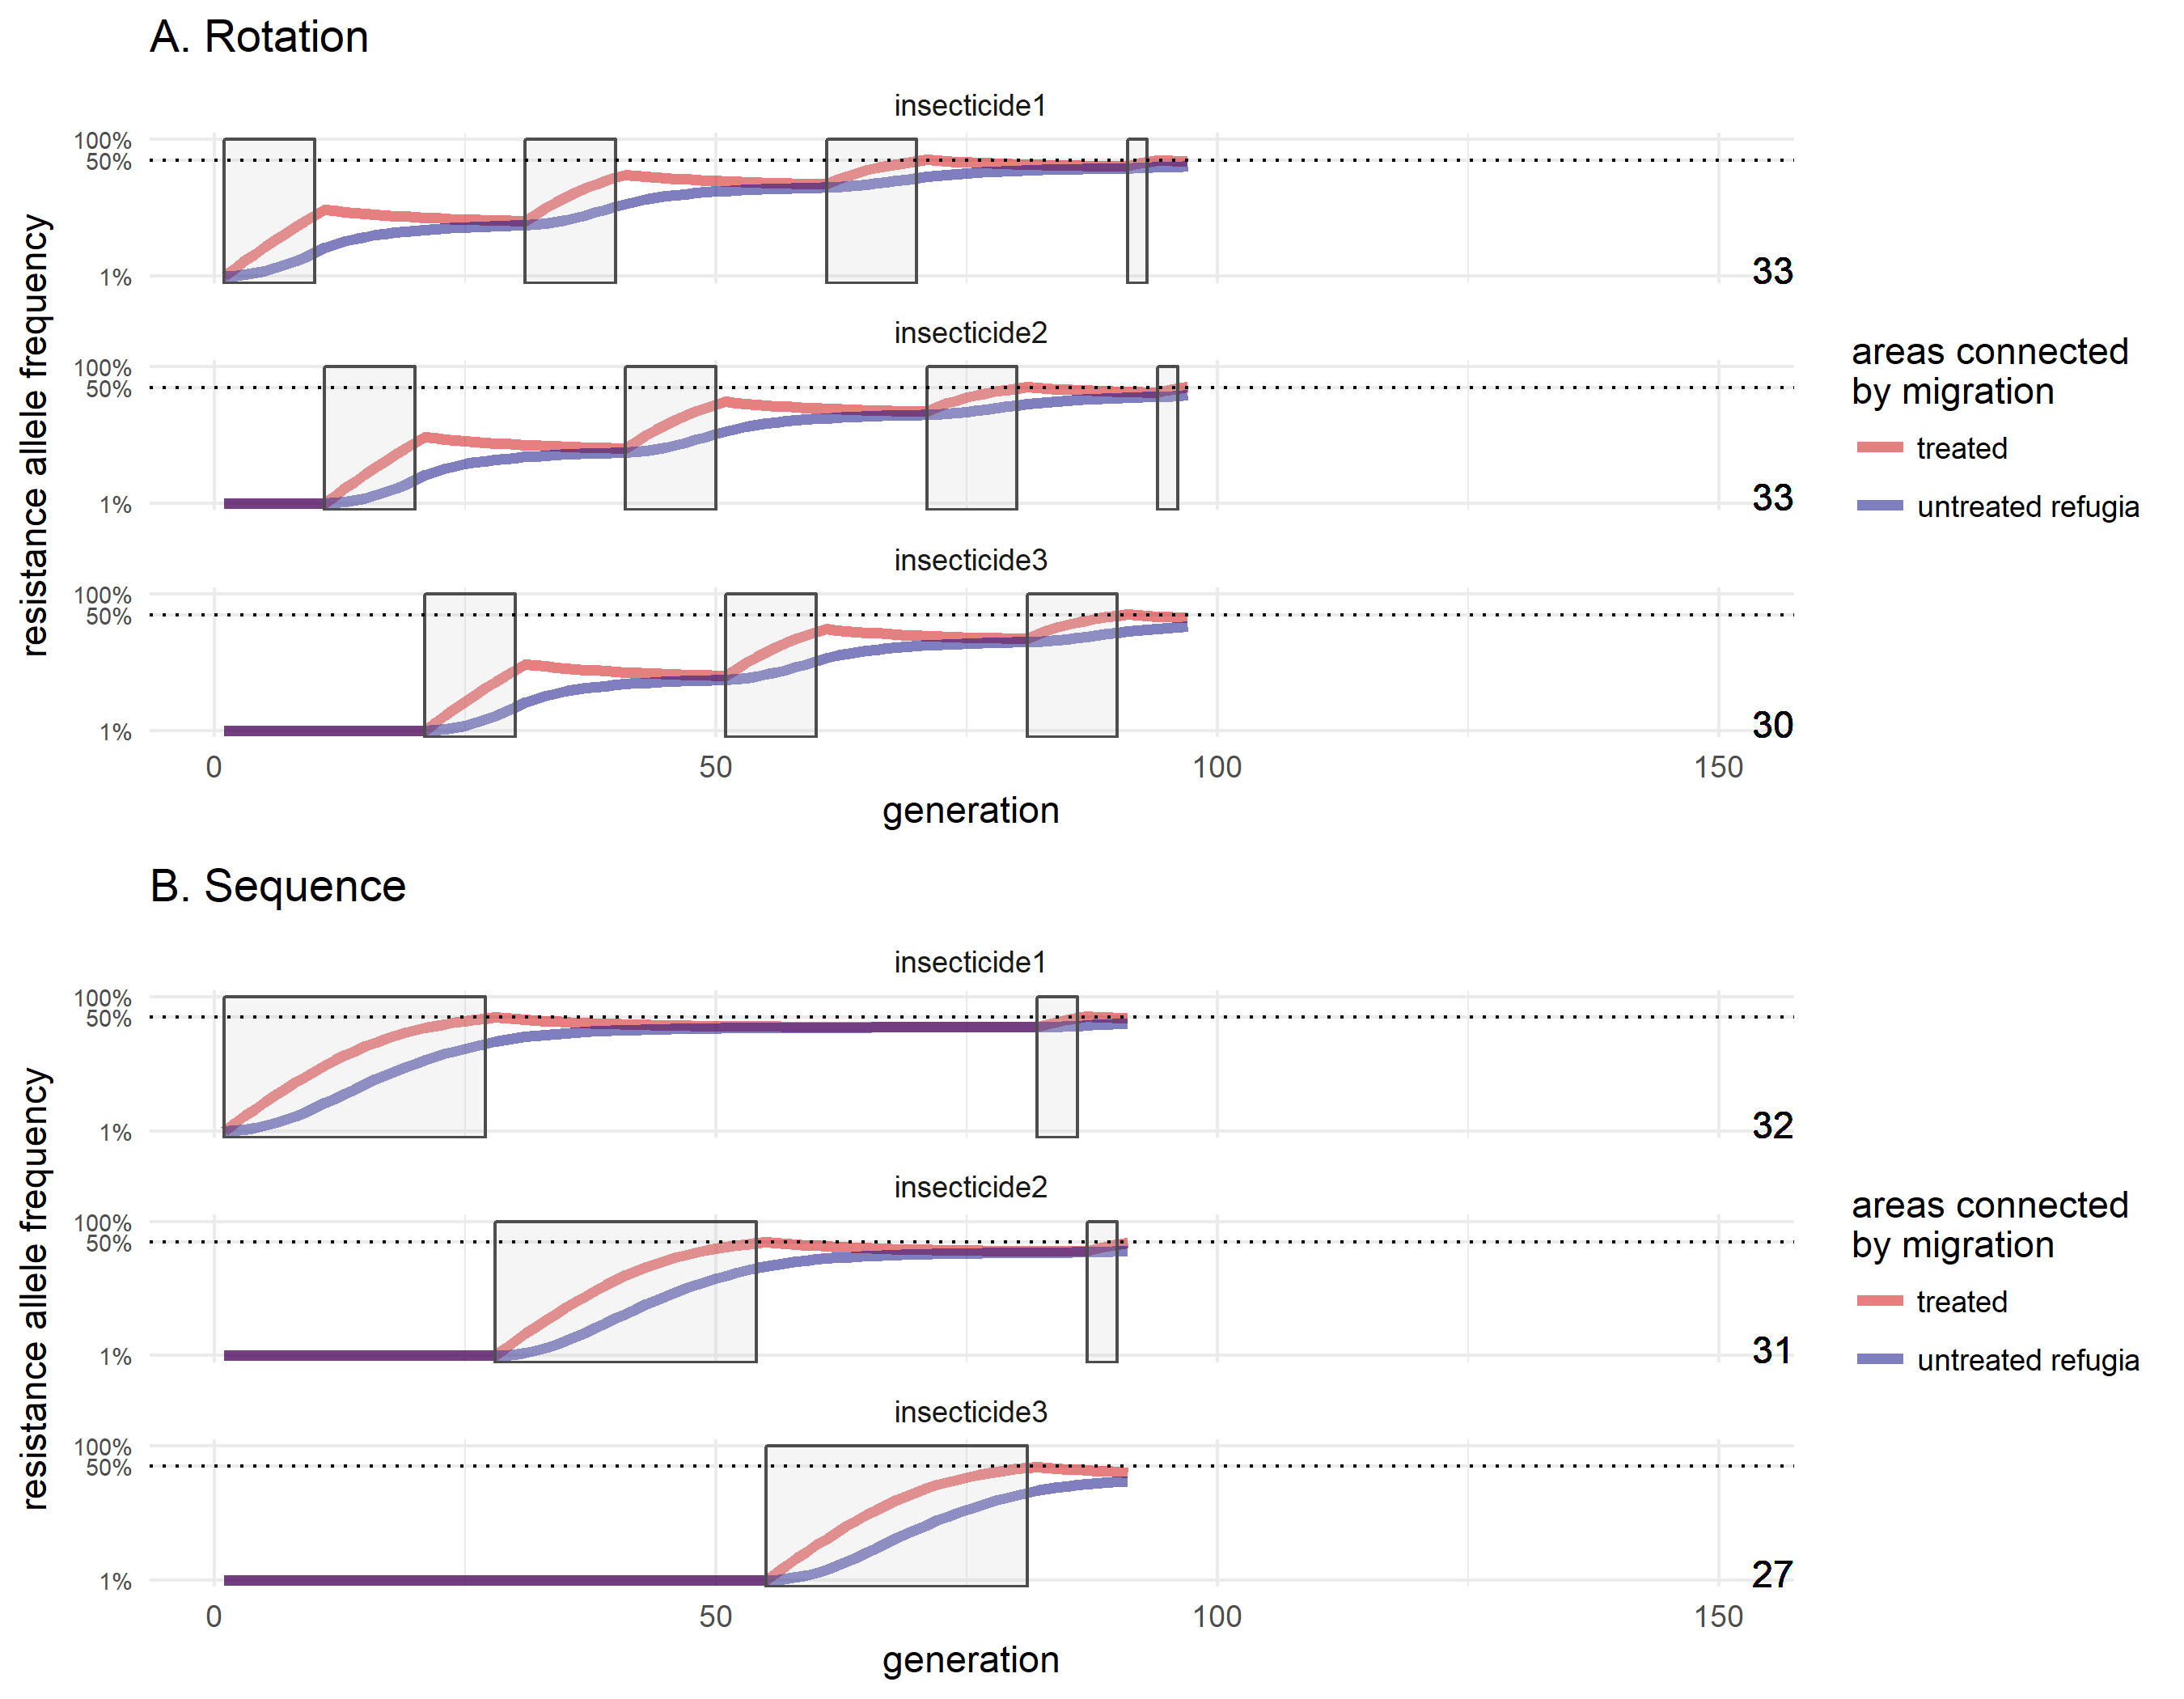 A. Rotation
resistance allele frequency
insecticide1
100%
50%
1%
33
insecticide2
100%
50%
1%
33
insecticide3
100%
50%
1%
30
0
50
100
150
generation
areas connected
by migration
treated
untreated refugia
B. Sequence
resistance allele frequency
insecticide1
100%
50%
1%
32
insecticide2
100%
50%
1%
31
insecticide3
100%
50%
1%
27
0
50
100
150
generation
areas connected
by migration
treated
untreated refugia